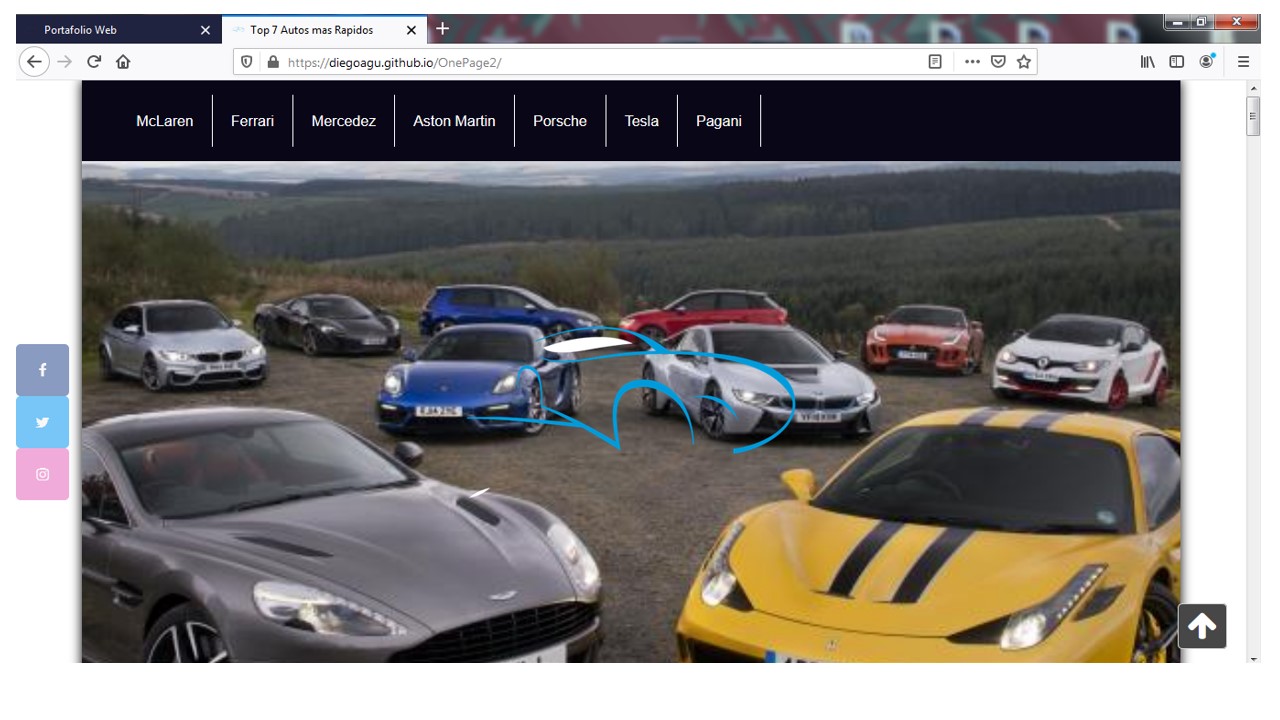 Portafolio Web
Top 7 Autos mas Rapidos
https://diegoagu.github.io/OnePage2/
McLaren
Ferrari
Mercedez
Aston Martin
Porsche
Tesla
Pagani